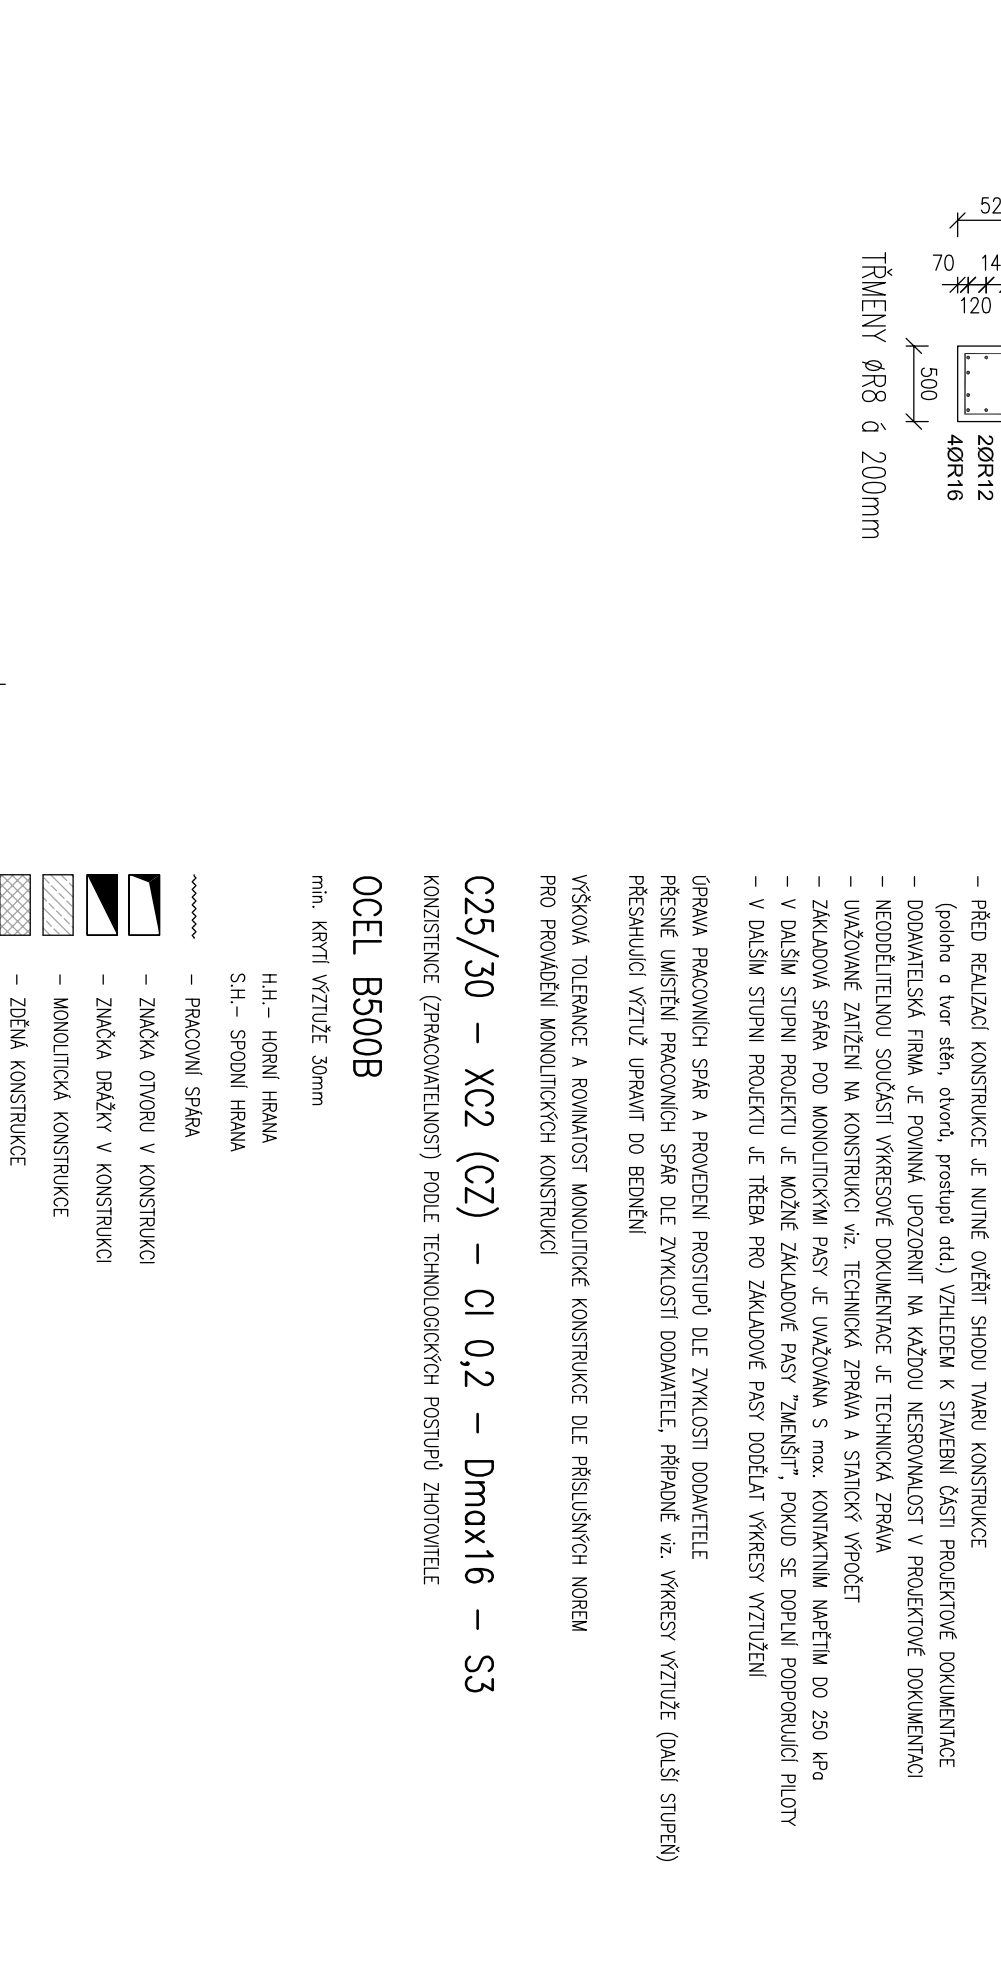 52
70 14
120
500
2ØR12
4ØR16
TŘMENY øR8 á 200mm
– PŘED REALIZACÍ KONSTRUKCE JE NUTNÉ OVĚŘIT SHODU TVARU KONSTRUKCE
(poloha a tvar stěn, otvorů, prostupů atd.) VZHLEDEM K STAVEBNÍ ČÁSTI PROJEKTOVÉ DOKUMENTACE
– DODAVATELSKÁ FIRMA JE POVINNÁ UPOZORNIT NA KAŽDOU NESROVNALOST V PROJEKTOVÉ DOKUMENTACI
– NEODDĚLITELNOU SOUČÁSTÍ VÝKRESOVÉ DOKUMENTACE JE TECHNICKÁ ZPRÁVA
– UVAŽOVANÉ ZATÍŽENÍ NA KONSTRUKCI viz. TECHNICKÁ ZPRÁVA A STATICKÝ VÝPOČET
– ZÁKLADOVÁ SPÁRA POD MONOLITICKÝMI PASY JE UVAŽOVÁNA S max. KONTAKTNÍM NAPĚTÍM DO 250 kPa
– V DALŠÍM STUPNI PROJEKTU JE MOŽNÉ ZÁKLADOVÉ PASY "ZMENŠIT", POKUD SE DOPLNÍ PODPORUJÍCÍ PILOTY
– V DALŠÍM STUPNI PROJEKTU JE TŘEBA PRO ZÁKLADOVÉ PASY DODĚLAT VÝKRESY VYZTUŽENÍ
ÚPRAVA PRACOVNÍCH SPÁR A PROVEDENÍ PROSTUPŮ DLE ZVYKLOSTI DODAVETELE
PŘESNÉ UMÍSTĚNÍ PRACOVNÍCH SPÁR DLE ZVYKLOSTÍ DODAVATELE, PŘÍPADNĚ viz. VÝKRESY VÝZTUŽE (DALŠÍ STUPEŇ)
PŘESAHUJÍCÍ VÝZTUŽ UPRAVIT DO BEDNĚNÍ
VÝŠKOVÁ TOLERANCE A ROVINATOST MONOLITICKÉ KONSTRUKCE DLE PŘÍSLUŠNÝCH NOREM
PRO PROVÁDĚNÍ MONOLITICKÝCH KONSTRUKCÍ
C25/30 – XC2 (CZ) – Cl 0,2 – Dmax16 – S3
KONZISTENCE (ZPRACOVATELNOST) PODLE TECHNOLOGICKÝCH POSTUPŮ ZHOTOVITELE
OCEL B500B
min. KRYTÍ VÝZTUŽE 30mm
H.H.– HORNÍ HRANA
S.H.– SPODNÍ HRANA
– PRACOVNÍ SPÁRA
– ZNAČKA OTVORU V KONSTRUKCI
– ZNAČKA DRÁŽKY V KONSTRUKCI
– MONOLITICKÁ KONSTRUKCE
– ZDĚNÁ KONSTRUKCE